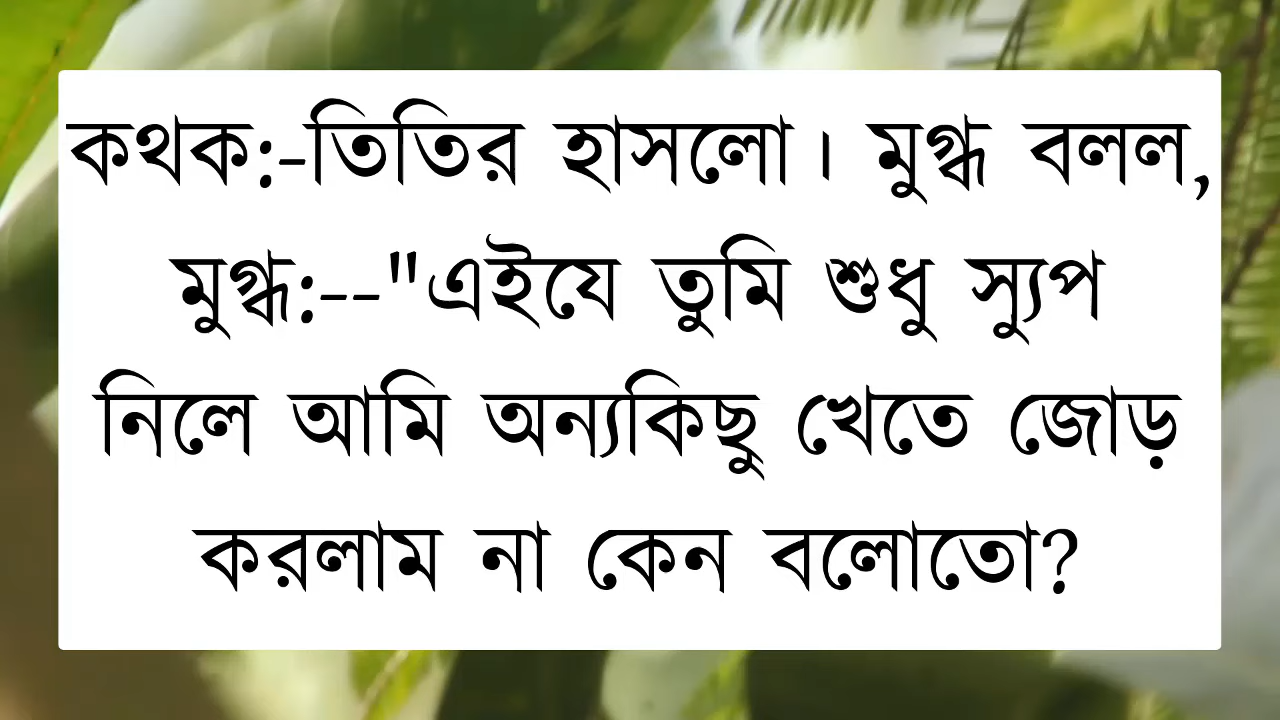 কথক:-তিতির হাসলো। মুগ্ধ বলল,
মুগ্ধ:--"এইযে তুমি শুধু স্যুপ
নিলে আমি অন্যকিছু খেতে জোড়
করলাম না কেন বলোতো?